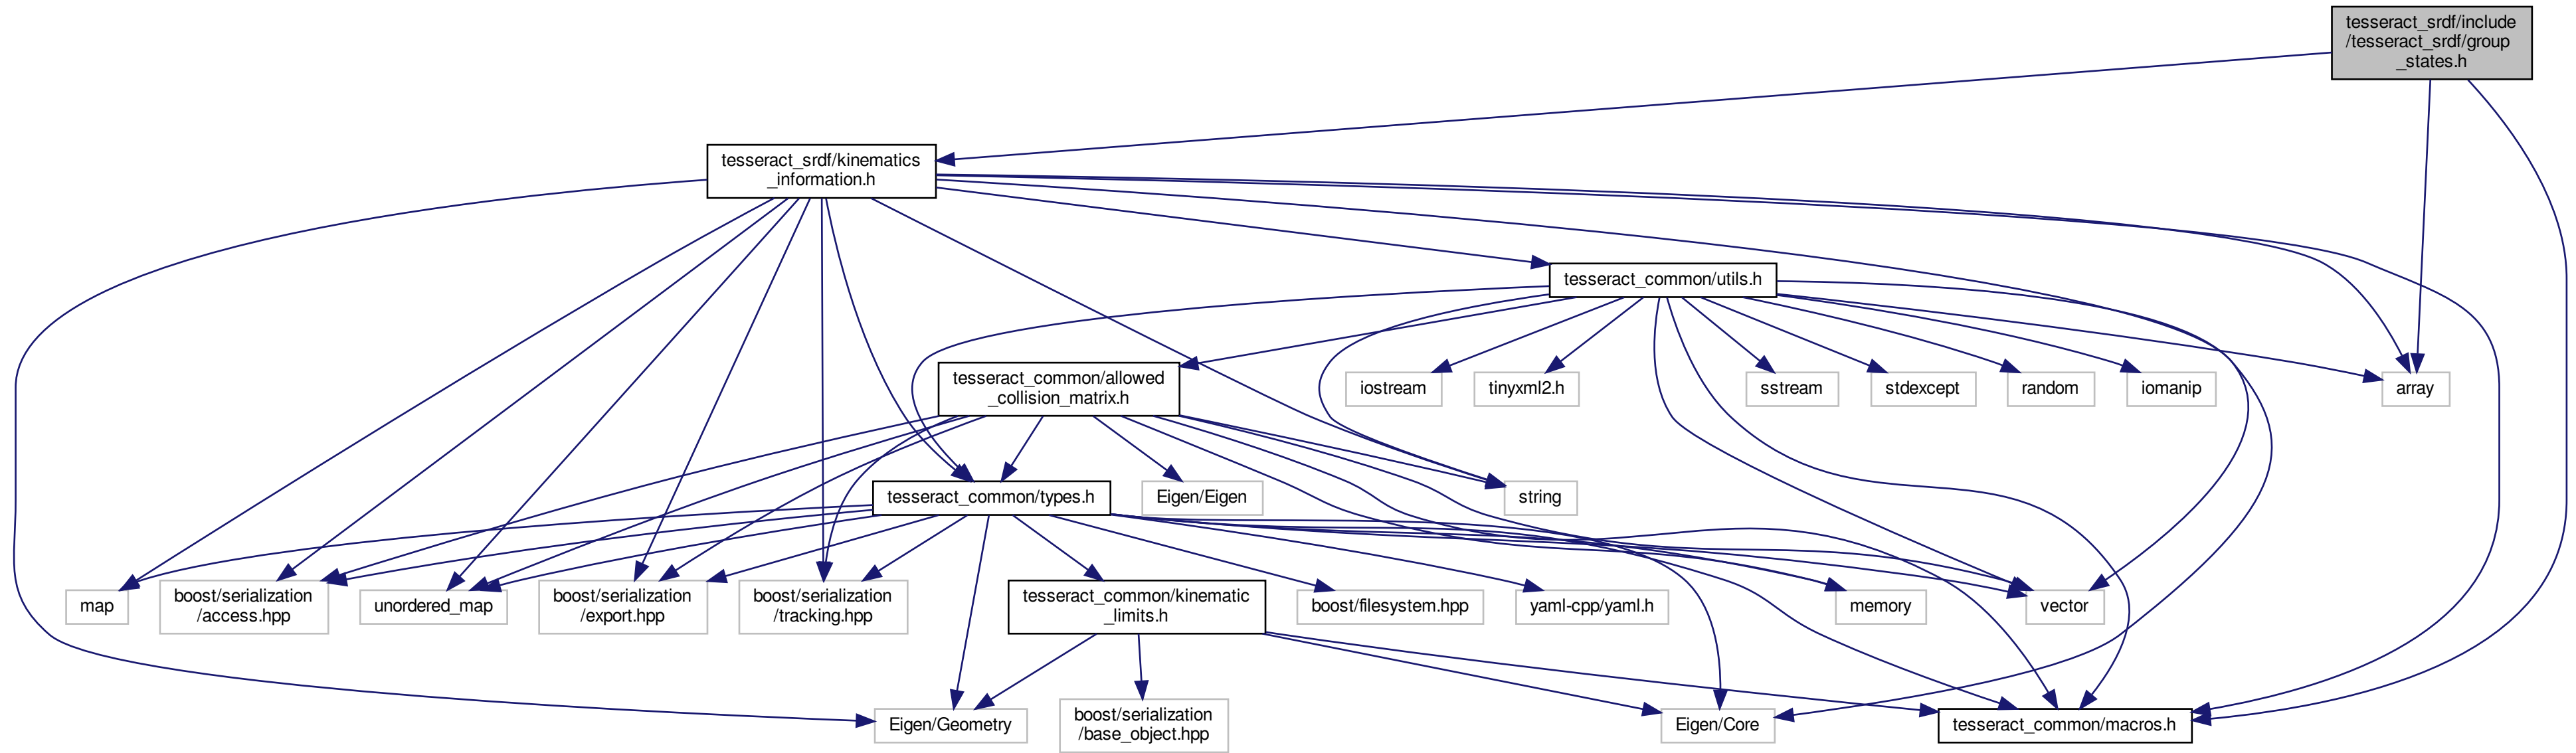 tesseract_srdf/include
/tesseract_srdf/group
_states.h
tesseract_srdf/kinematics
_information.h
tesseract_common/utils.h
tesseract_common/allowed
_collision_matrix.h
iostream
tinyxml2.h
sstream
stdexcept
random
iomanip
array
tesseract_common/types.h
Eigen/Eigen
string
map
boost/serialization
/access.hpp
unordered_map
boost/serialization
/export.hpp
boost/serialization
/tracking.hpp
tesseract_common/kinematic
_limits.h
boost/filesystem.hpp
yaml-cpp/yaml.h
memory
vector
Eigen/Geometry
boost/serialization
/base_object.hpp
Eigen/Core
tesseract_common/macros.h